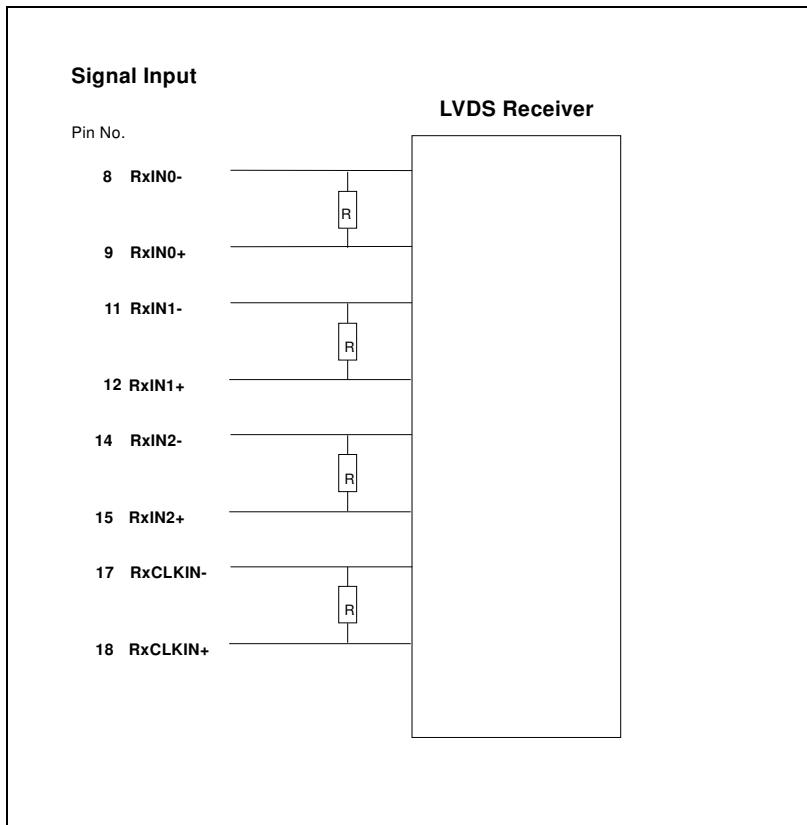 Signal Input
LVDS Receiver
Pin No.
8 RxIN0-
R
9 RxIN0+
11 RxIN1-
R
12 RxIN1+
14 RxIN2-
R
15 RxIN2+
17 RxCLKIN-
R
18 RxCLKIN+